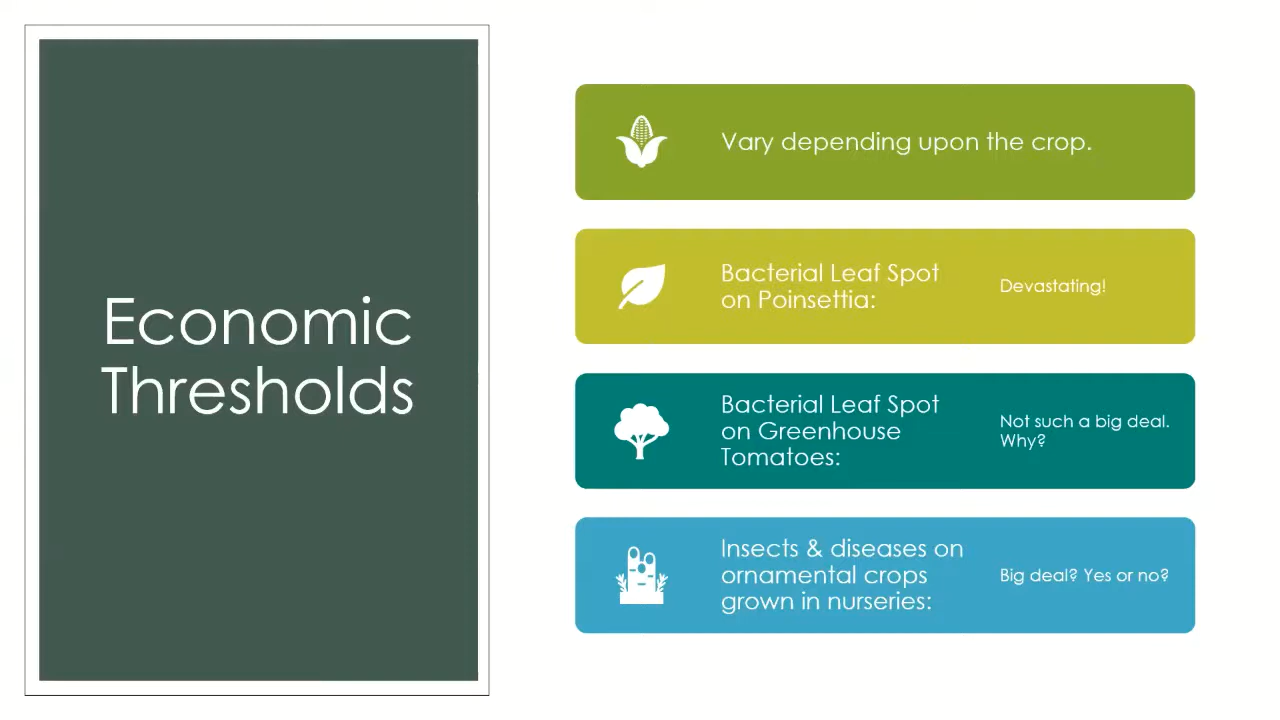 Economic
Thresholds
Vary depending upon the crop.
Bacterial Leaf Spot
on Poinsettia:
Devastating!
Bacterial Leaf Spot
on Greenhouse
Tomatoes:
Not such a big deal.
Why?
Insects & diseases on
ornamental crops
grown in nurseries:
Big deal? Yes or no?